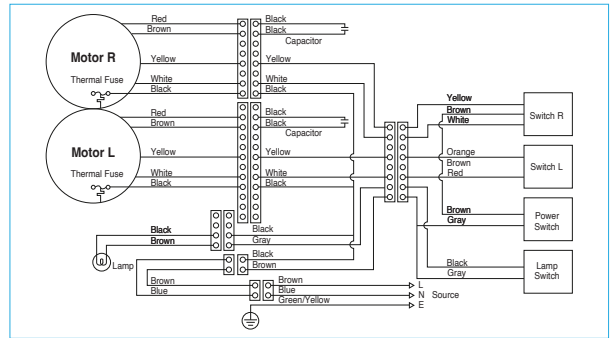 Red
Brown
Black
Black
Capacitor
Motor R
Yellow
Yellow
Thermal Fuse
White
White
Black
Black
Red
Brown
Black
Black
Capacitor
Motor L
Yellow
Yellow
Thermal Fuse
White
White
Black
Black
Yellow
Brown
White
Switch R
Orange
Brown
Red
Switch L
Brown
Gray
Power
Switch
Black
Gray
Lamp
Switch
Black
Brown
Black
Gray
Lamp
Black
Brown
Brown
Blue
Brown
Blue
Green/Yellow
L
N Source
E